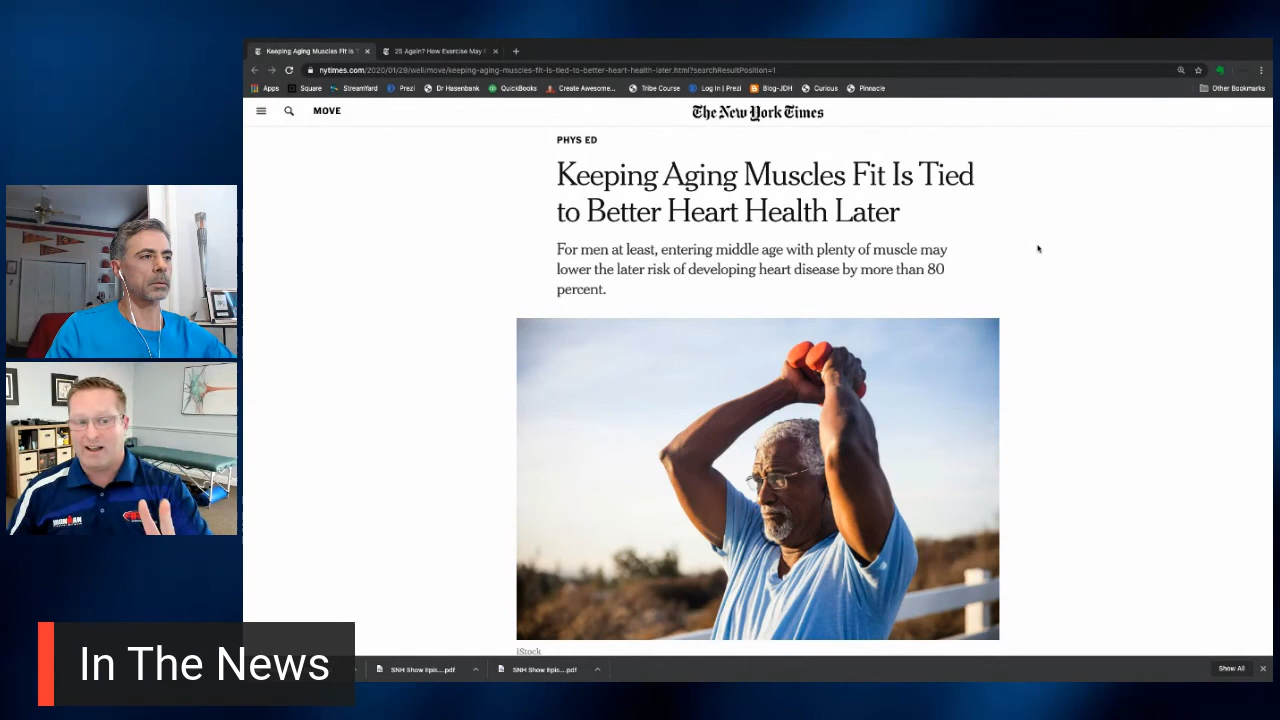 Keeping Aging Muscles Fit Is T
25 Again? How Exercise May
nytimes.com/2020/01/29/well/move/keeping-aging-muscles-fit-is-tied-to-better-heart-health-later.html?searchResultPosition=1
Apps Square StreamYard Prezi Dr Hasenbank QuickBooks Create Awesome... Tribe Course Log In | Prezi Blog-JDH Curious Pinnacle Other Bookmarks
MOVE
The New York Times
PHYS ED
Keeping Aging Muscles Fit Is Tied
to Better Heart Health Later
For men at least, entering middle age with plenty of muscle may
lower the later risk of developing heart disease by more than 80
percent.
iStock
IRONMAN
In The News
SNH Show Epis....pdf
SNH Show Epis....pdf
Show All